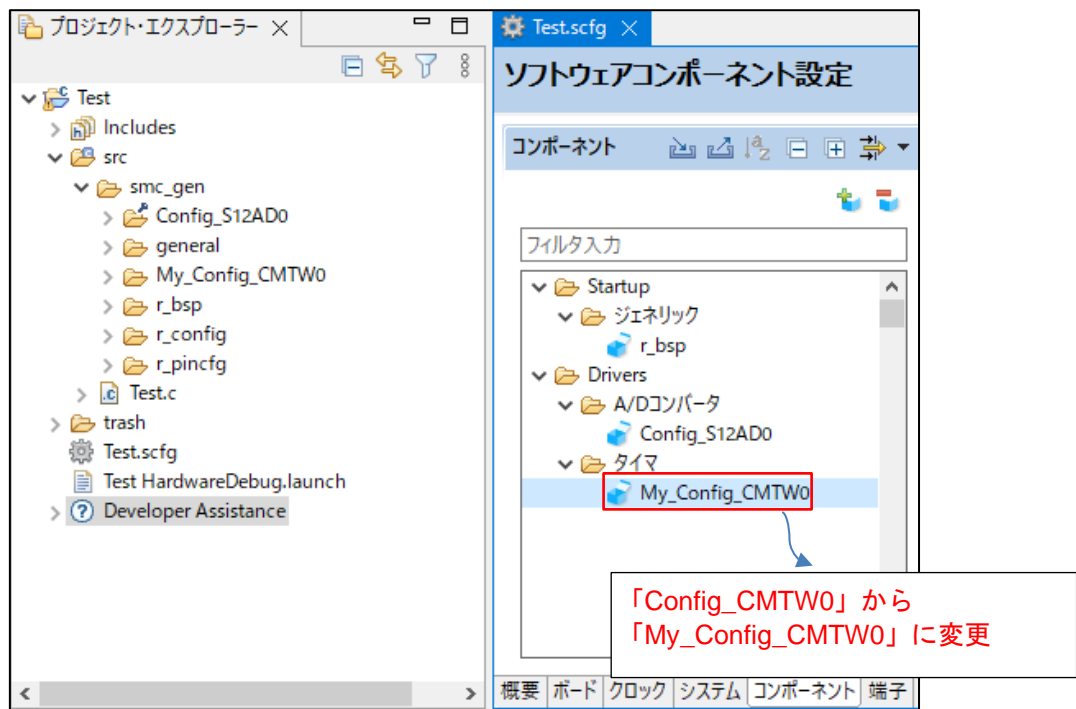 プロジェクト・エクスプローラー
Test
Includes
src
smc_gen
Config_S12AD0
general
My_Config_CMTW0
r_bsp
r_config
r_pincfg
Test.c
trash
Test.scfg
Test HardwareDebug.launch
Developer Assistance
Test.scfg
ソフトウェアコンポーネント設定
コンポーネント
フィルタ入力
Startup
ジェネリック
r_bsp
Drivers
A/Dコンバータ
Config_S12AD0
タイマ
My_Config_CMTW0
「Config_CMTW0」から
「My_Config_CMTW0」に変更
概要 ボード クロック システム コンポーネント 端子